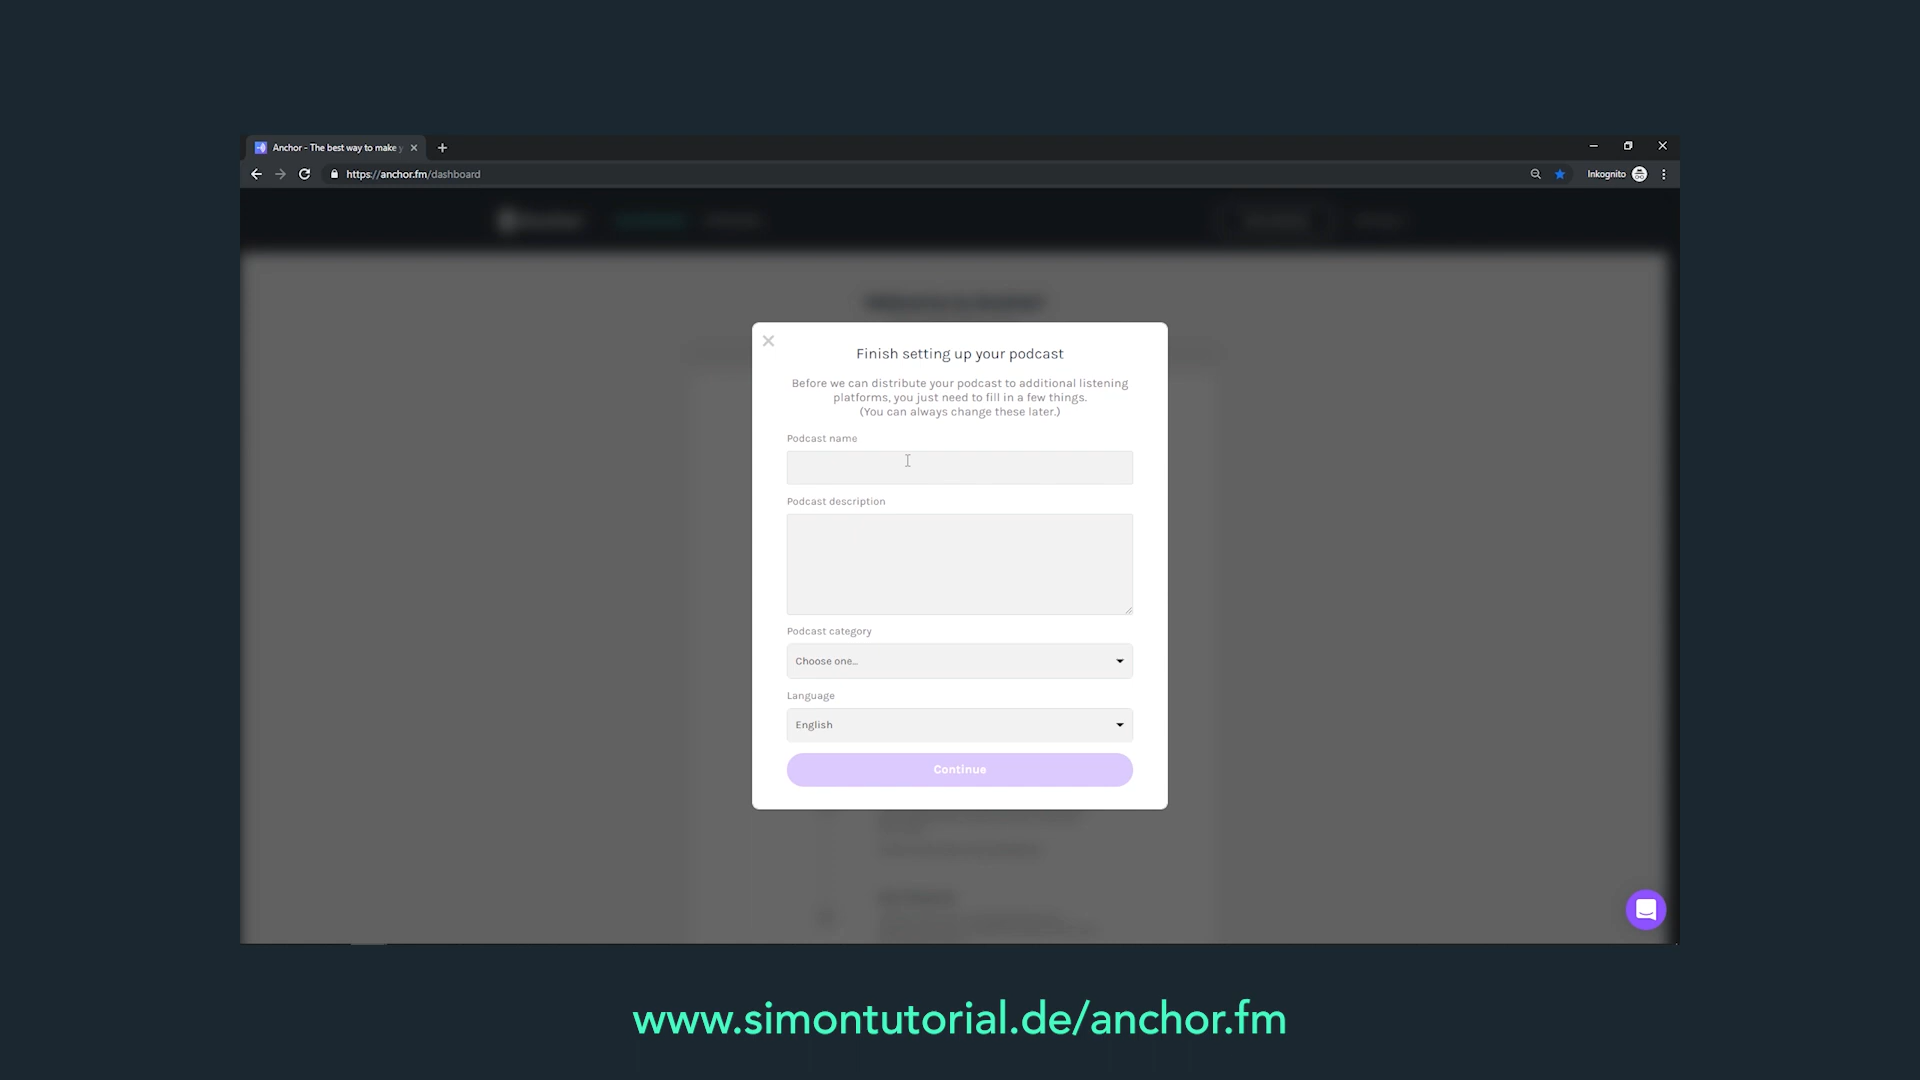 Anchor - The best way to make
https://anchor.fm/dashboard
Inkognito
Finish setting up your podcast
Before we can distribute your podcast to additional listening
platforms, you just need to fill in a few things.
(You can always change these later.)
Podcast name
Podcast description
Podcast category
Choose one...
Language
English
Continue
www.simontutorial.de/anchor.fm